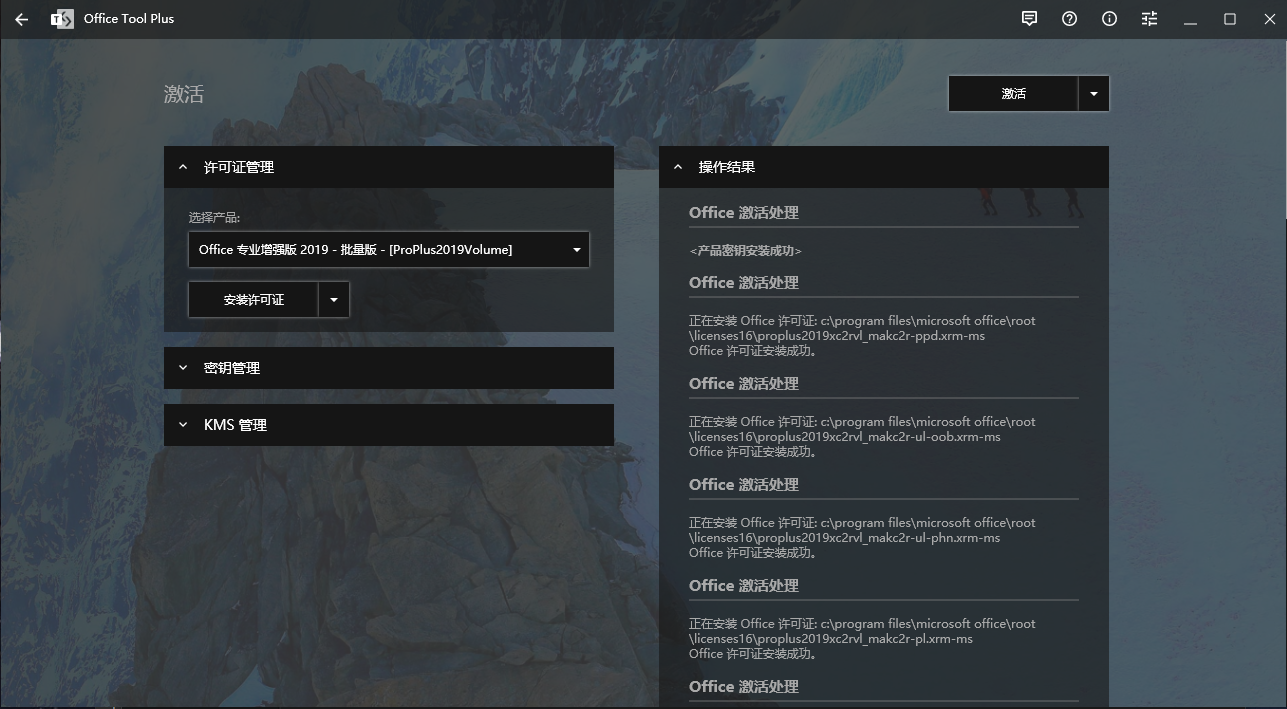 Office Tool Plus
激活
激活
许可证管理
选择产品:
Office 专业增强版 2019 - 批量版 - [ProPlus2019Volume]
安装许可证
密钥管理
KMS 管理
操作结果
Office 激活处理
<产品密钥安装成功>
Office 激活处理
正在安装 Office 许可证: c:\program files\microsoft office\root
\licenses16\proplus2019xc2rvl_makc2r-ppd.xrm-ms
Office 许可证安装成功。
Office 激活处理
正在安装 Office 许可证: c:\program files\microsoft office\root
\licenses16\proplus2019xc2rvl_makc2r-ul-oob.xrm-ms
Office 许可证安装成功。
Office 激活处理
正在安装 Office 许可证: c:\program files\microsoft office\root
\licenses16\proplus2019xc2rvl_makc2r-ul-phn.xrm-ms
Office 许可证安装成功。
Office 激活处理
正在安装 Office 许可证: c:\program files\microsoft office\root
\licenses16\proplus2019xc2rvl_makc2r-pl.xrm-ms
Office 许可证安装成功。
Office 激活处理